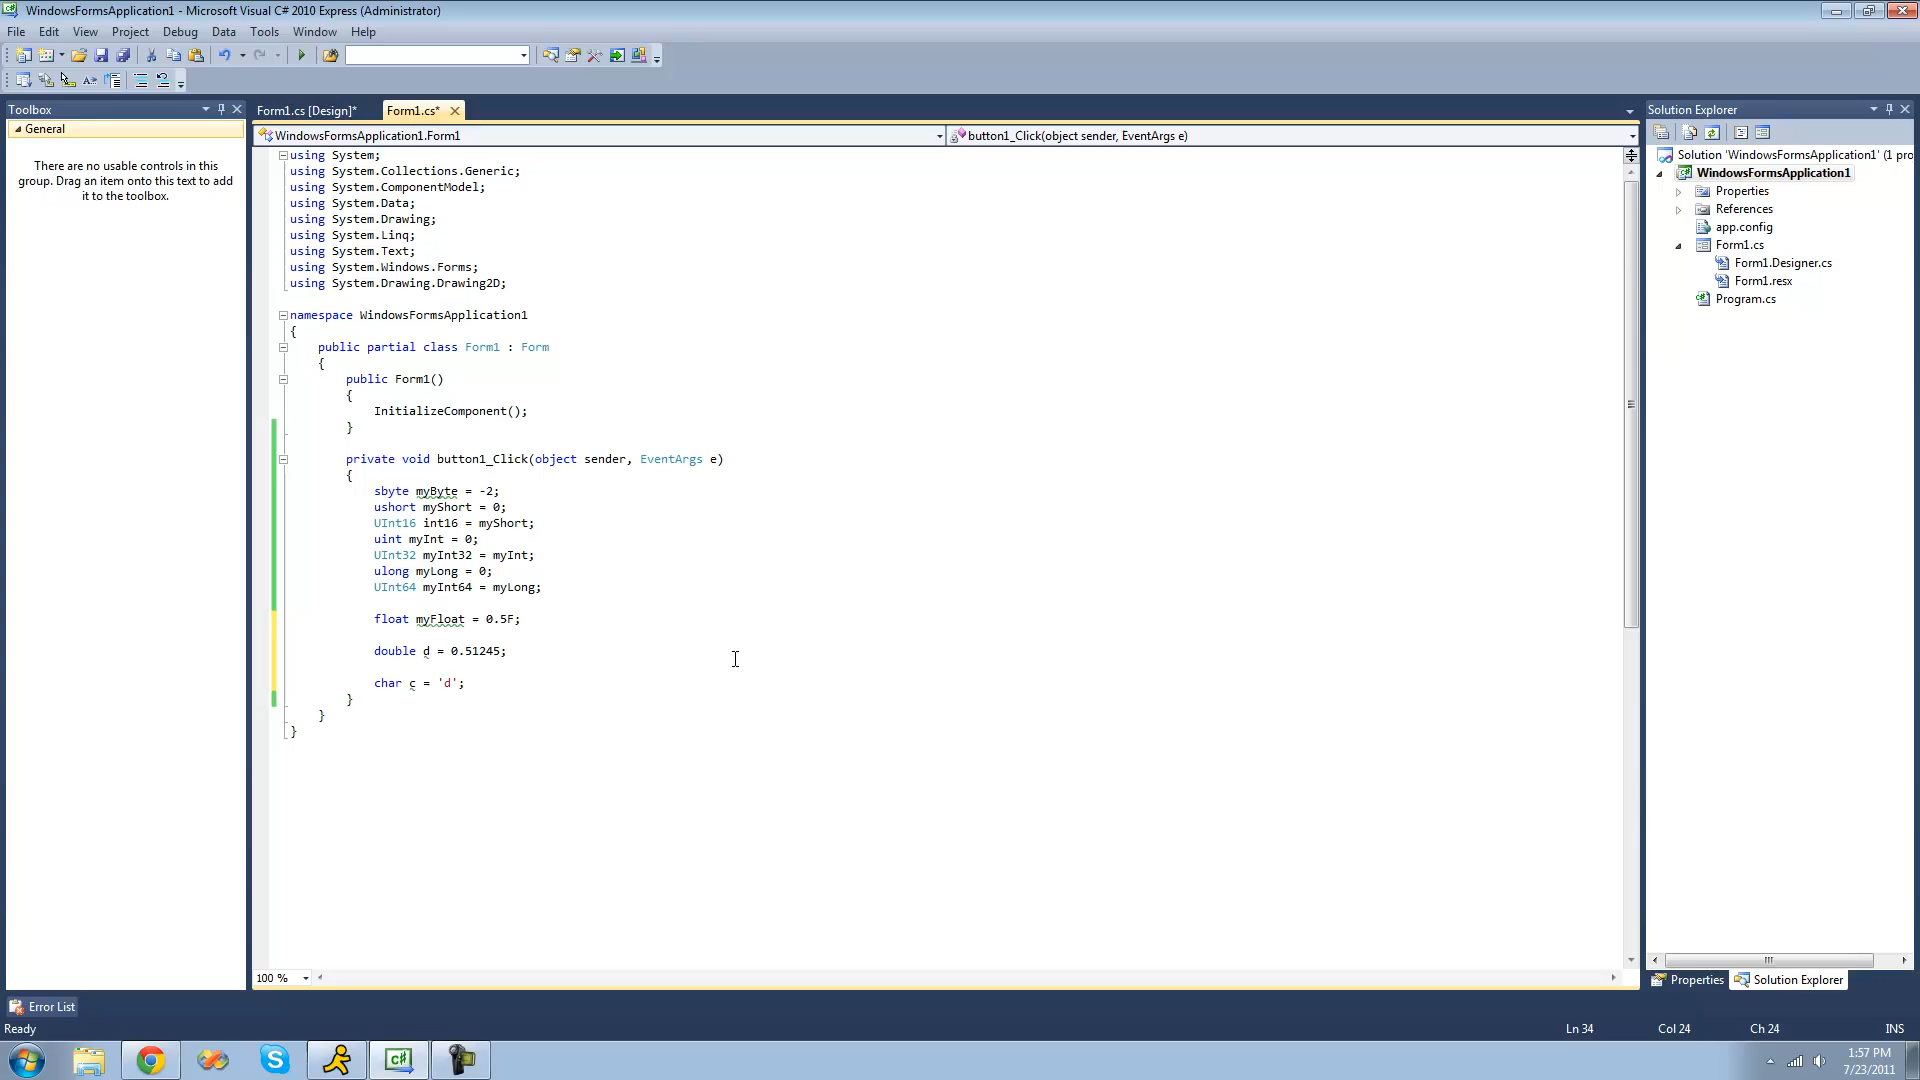 WindowsFormsApplication1 - Microsoft Visual C# 2010 Express (Administrator)
File Edit View Project Debug Data Tools Window Help
Toolbox
General
There are no usable controls in this
group. Drag an item onto this text to add
it to the toolbox.
Form1.cs [Design]* Form1.cs*
WindowsFormsApplication1.Form1 button1_Click(object sender, EventArgs e)
using System;
using System.Collections.Generic;
using System.ComponentModel;
using System.Data;
using System.Drawing;
using System.Linq;
using System.Text;
using System.Windows.Forms;
using System.Drawing.Drawing2D;
namespace WindowsFormsApplication1
{
public partial class Form1 : Form
{
public Form1()
{
InitializeComponent();
}
private void button1_Click(object sender, EventArgs e)
{
sbyte myByte = -2;
ushort myShort = 0;
UInt16 int16 = myShort;
uint myInt = 0;
UInt32 myInt32 = myInt;
ulong myLong = 0;
UInt64 myInt64 = myLong;
float myFloat = 0.5F;
double d = 0.51245;
char c = 'd';
}
}
}
100 %
Solution Explorer
Solution 'WindowsFormsApplication1' (1 pro
WindowsFormsApplication1
Properties
References
app.config
Form1.cs
Form1.Designer.cs
Form1.resx
Program.cs
Properties Solution Explorer
Error List
Ready Ln 34 Col 24 Ch 24 INS
C#
1:57 PM
7/23/2011